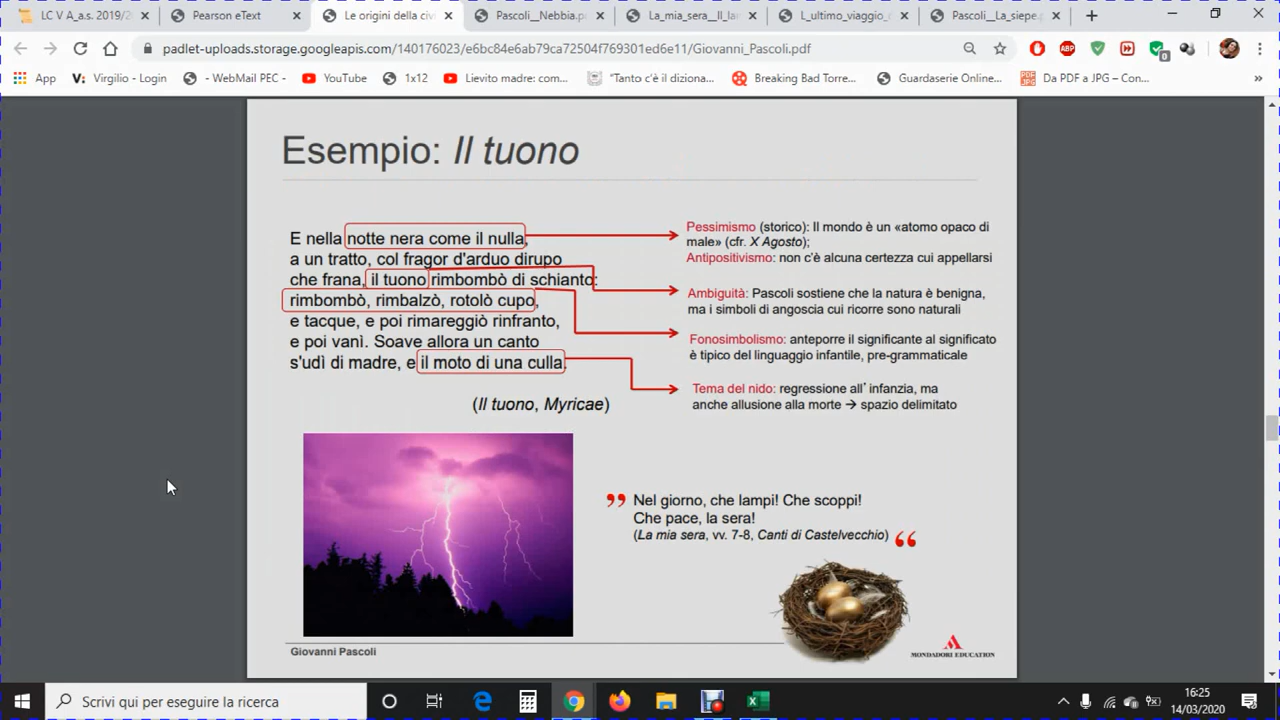 LC V A_a.s. 2019/2
Pearson eText
Le origini della civ
Pascoli__Nebbia.p
La_mia_sera__Il_la
L_ultimo_viaggio_
Pascoli__La_siepe.p
padlet-uploads.storage.googleapis.com/140176023/e6bc84e6ab79ca72504f769301ed6e11/Giovanni_Pascoli.pdf
App
Virgilio - Login
- WebMail PEC -
YouTube
1x12
Lievito madre: com...
"Tanto c'è il diziona...
Breaking Bad Torre...
Guardaserie Online...
Da PDF a JPG – Con...
Esempio: Il tuono
E nella notte nera come il nulla,
a un tratto, col fragor d'arduo dirupo
che frana, il tuono rimbombò di schianto:
rimbombò, rimbalzò, rotolò cupo,
e tacque, e poi rimareggiò rinfranto,
e poi vanì. Soave allora un canto
s'udì di madre, e il moto di una culla.
(Il tuono, Myricae)
Pessimismo (storico): Il mondo è un «atomo opaco di
male» (cfr. X Agosto);
Antipositivismo: non c'è alcuna certezza cui appellarsi
Ambiguità: Pascoli sostiene che la natura è benigna,
ma i simboli di angoscia cui ricorre sono naturali
Fonosimbolismo: anteporre il significante al significato
è tipico del linguaggio infantile, pre-grammaticale
Tema del nido: regressione all'infanzia, ma
anche allusione alla morte → spazio delimitato
Nel giorno, che lampi! Che scoppi!
Che pace, la sera!
(La mia sera, vv. 7-8, Canti di Castelvecchio)
Giovanni Pascoli
MONDADORI EDUCATION
Scrivi qui per eseguire la ricerca
16:25
14/03/2020